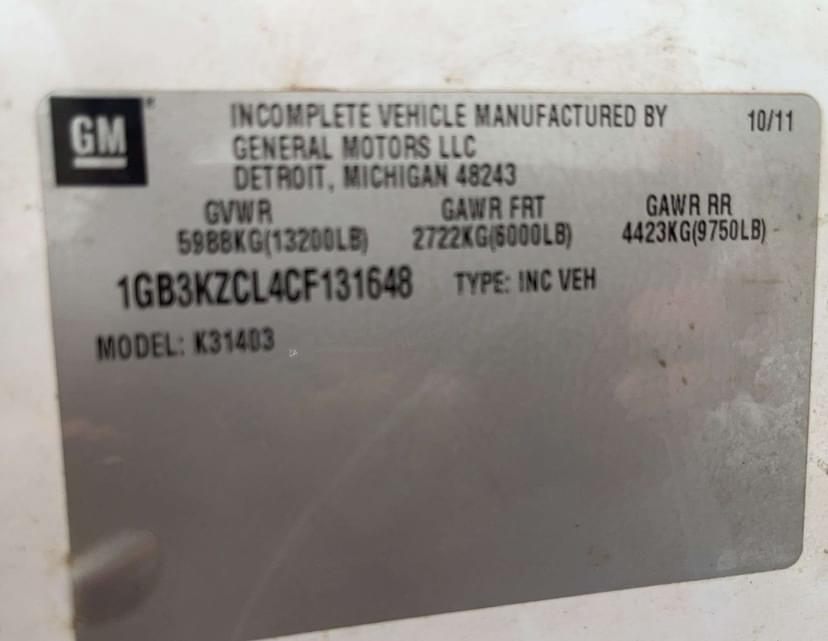 GM
INCOMPLETE VEHICLE MANUFACTURED BY 10/11
GENERAL MOTORS LLC
DETROIT, MICHIGAN 48243
GVWR GAWR FRT GAWR RR
5988KG(13200LB) 2722KG(6000LB) 4423KG(9750LB)
1GB3KZCL4CF131648 TYPE: INC VEH
MODEL: K31403